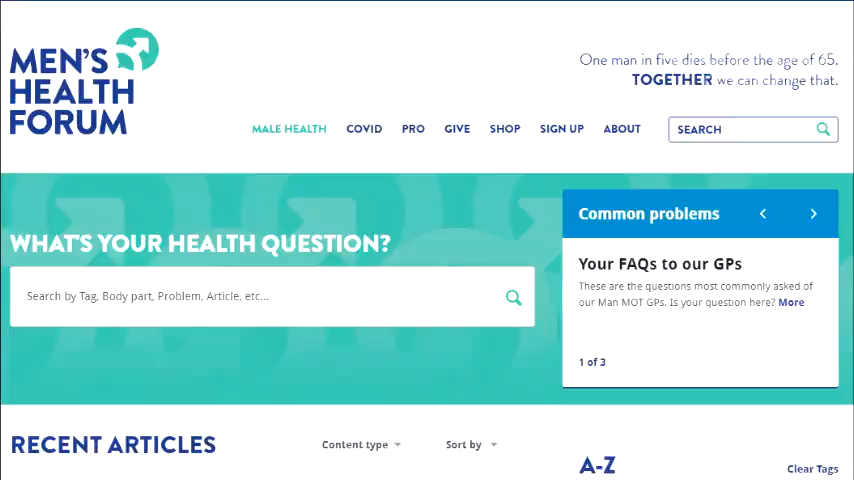 MEN'S
HEALTH
FORUM
One man in five dies before the age of 65.
TOGETHER we can change that.
MALE HEALTH COVID PRO GIVE SHOP SIGN UP ABOUT SEARCH
WHAT'S YOUR HEALTH QUESTION?
Search by Tag, Body part, Problem, Article, etc...
Common problems
Your FAQs to our GPs
These are the questions most commonly asked of
our Man MOT GPs. Is your question here? More
1 of 3
RECENT ARTICLES
Content type
Sort by
A-Z
Clear Tags